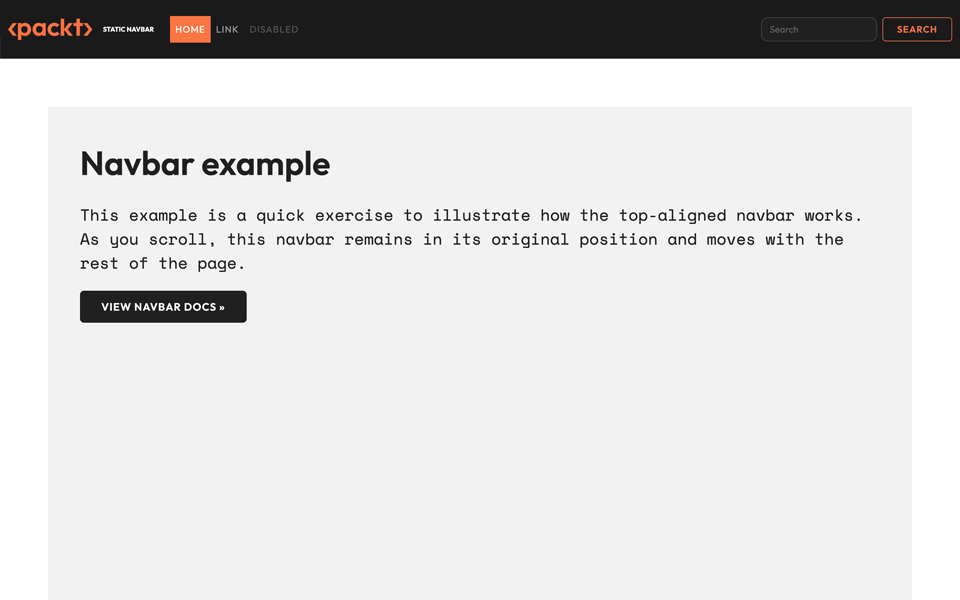 <packt>
STATIC NAVBAR
HOME
LINK
DISABLED
Search
SEARCH
Navbar example
This example is a quick exercise to illustrate how the top-aligned navbar works.
As you scroll, this navbar remains in its original position and moves with the
rest of the page.
VIEW NAVBAR DOCS »